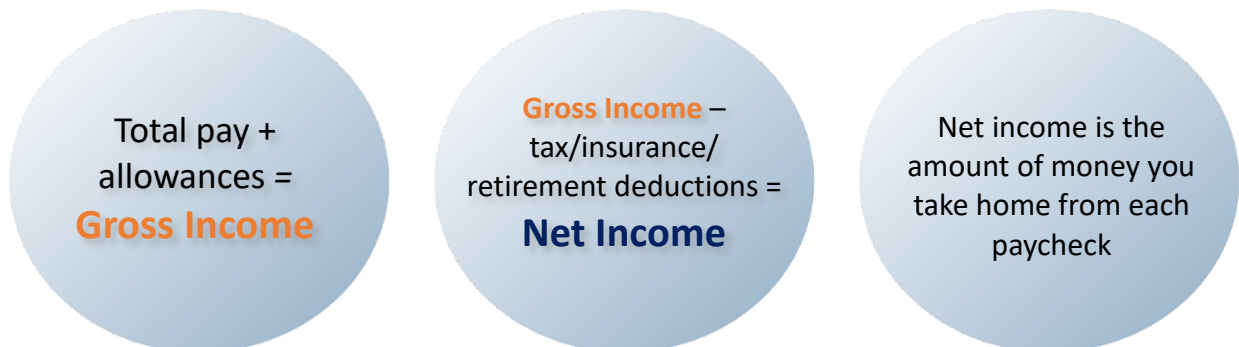 Total pay +
allowances =
Gross Income
Gross Income –
tax/insurance/
retirement deductions =
Net Income
Net income is the
amount of money you
take home from each
paycheck